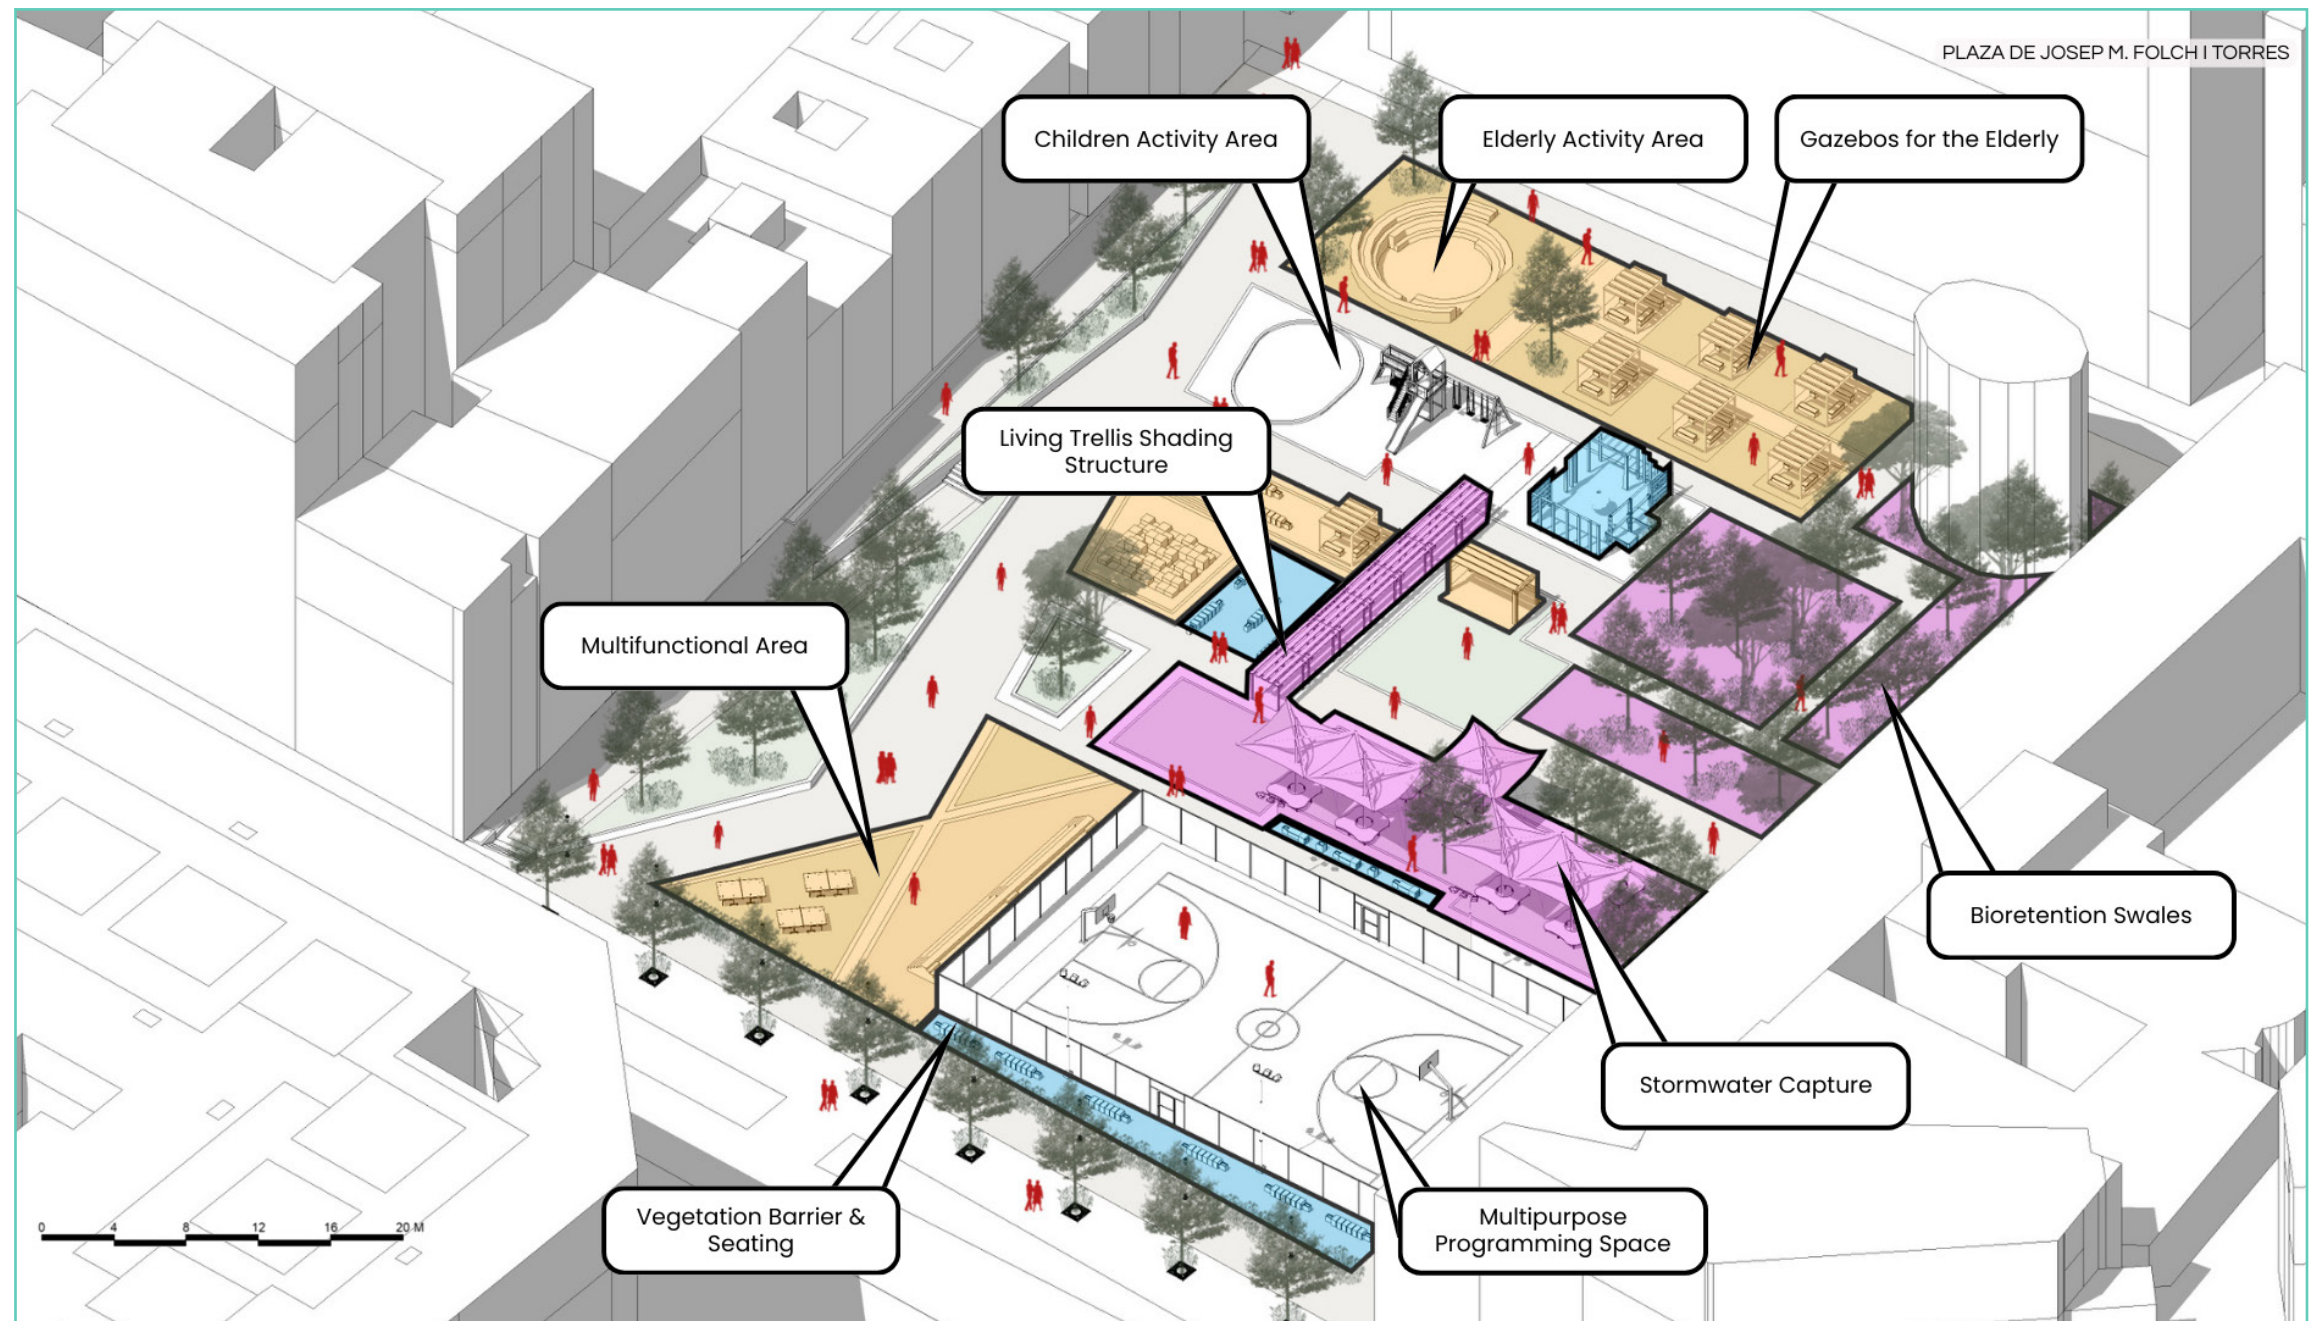 PLAZA DE JOSEP M. FOLCH I TORRES
Children Activity Area
Elderly Activity Area
Gazebos for the Elderly
Living Trellis Shading
Structure
Multifunctional Area
Bioretention Swales
Stormwater Capture
Vegetation Barrier &
Seating
Multipurpose
Programming Space
0 4 8 12 16 20 M